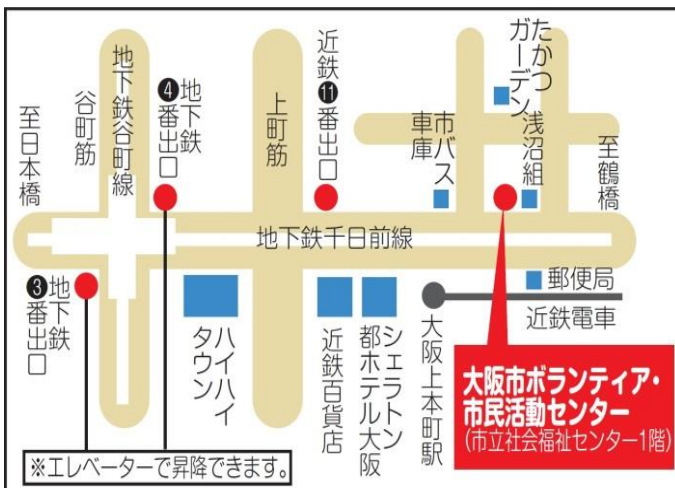 至日本橋
谷町筋
地下鉄谷町線
地下鉄
❹番出口
上町筋
近鉄⓫番出口
市バス
車庫
たかつ
ガーデン
浅沼組
至鶴橋
地下鉄千日前線
地下鉄
❸番出口
ハイハイ
タウン
近鉄百貨店
シェラトン
都ホテル大阪
大阪上本町駅
郵便局
近鉄電車
大阪市ボランティア・
市民活動センター
(市立社会福祉センター1階)
※エレベーターで昇降できます。